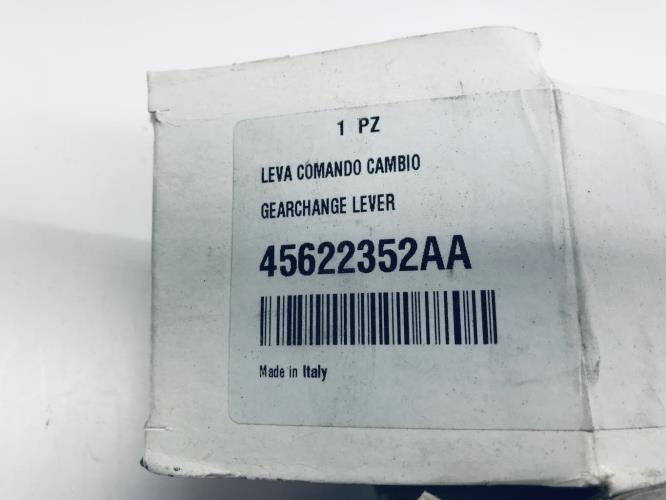 1 PZ
LEVA COMANDO CAMBIO
GEARCHANGE LEVER
45622352AA
Made in Italy